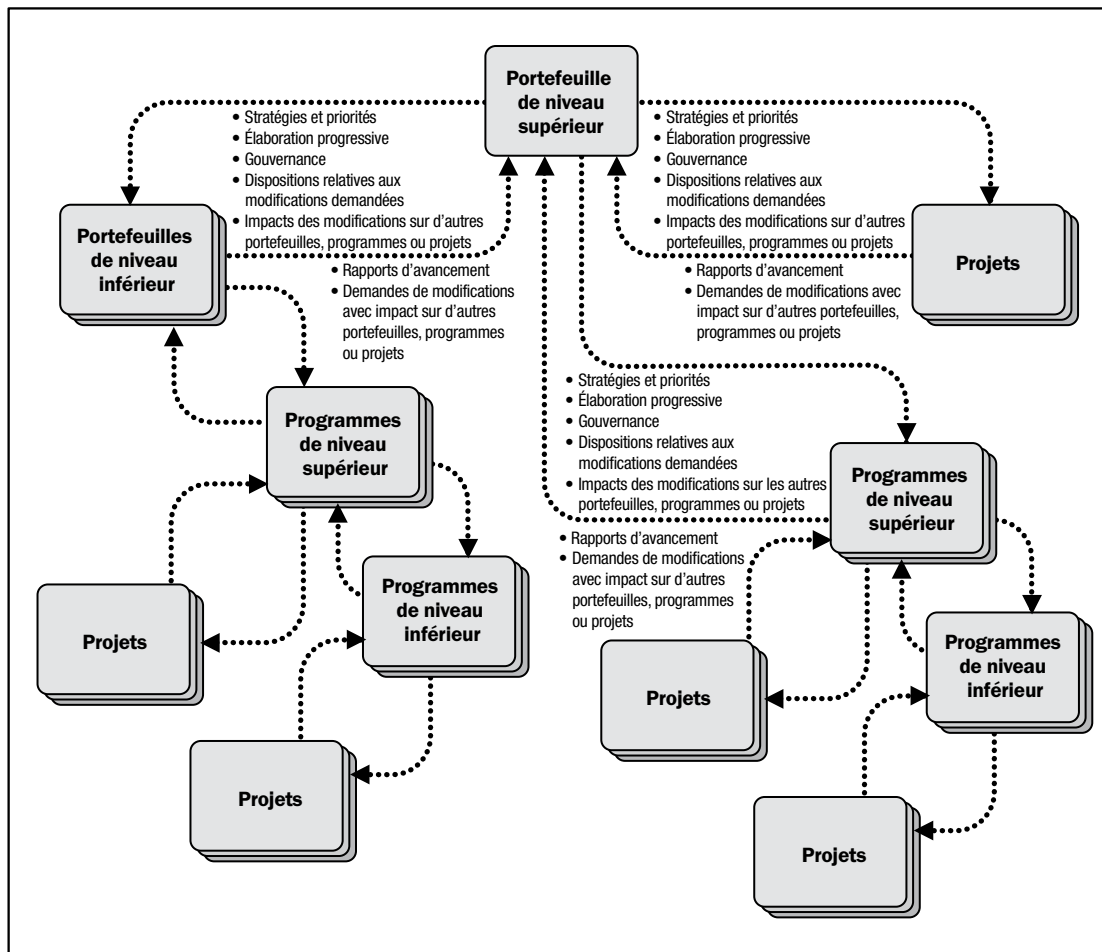 Portefeuille
de niveau
supérieur
• Stratégies et priorités
• Élaboration progressive
• Gouvernance
• Dispositions relatives aux
modifications demandées
• Impacts des modifications sur d'autres
portefeuilles, programmes ou projets
• Stratégies et priorités
• Élaboration progressive
• Gouvernance
• Dispositions relatives aux
modifications demandées
• Impacts des modifications sur d'autres
portefeuilles, programmes ou projets
Portefeuilles
de niveau
inférieur
Projets
• Rapports d'avancement
• Demandes de modifications
avec impact sur d'autres
portefeuilles, programmes
ou projets
• Rapports d'avancement
• Demandes de modifications avec
impact sur d'autres portefeuilles,
programmes ou projets
• Stratégies et priorités
• Élaboration progressive
• Gouvernance
• Dispositions relatives aux
modifications demandées
• Impacts des modifications sur les autres
portefeuilles, programmes ou projets
Programmes
de niveau
supérieur
Programmes
de niveau
supérieur
• Rapports d'avancement
• Demandes de modifications
avec impact sur d'autres
portefeuilles, programmes
ou projets
Programmes
de niveau
inférieur
Projets
Programmes
de niveau
inférieur
Projets
Projets
Projets